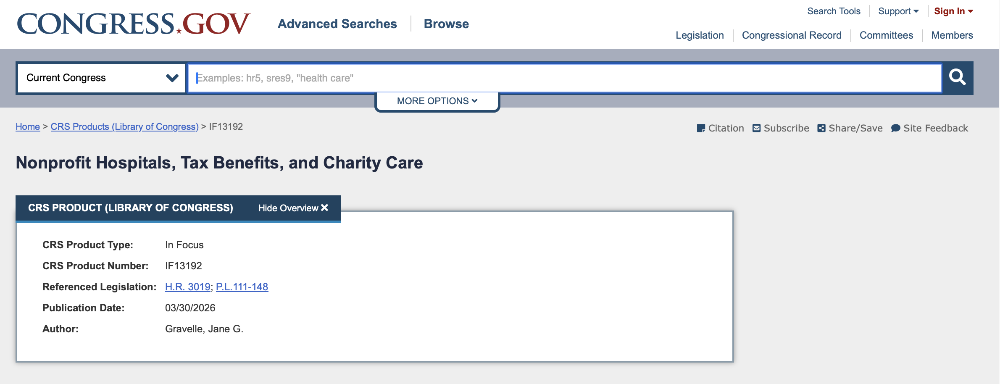 CONGRESS.GOV
Advanced Searches
Browse
Search Tools
Support
Sign In
Legislation
Congressional Record
Committees
Members
Current Congress
Examples: hr5, sres9, "health care"
MORE OPTIONS
Home > CRS Products (Library of Congress) > IF13192
Citation
Subscribe
Share/Save
Site Feedback
Nonprofit Hospitals, Tax Benefits, and Charity Care
CRS PRODUCT (LIBRARY OF CONGRESS)
Hide Overview
CRS Product Type: In Focus
CRS Product Number: IF13192
Referenced Legislation: H.R. 3019; P.L.111-148
Publication Date: 03/30/2026
Author: Gravelle, Jane G.